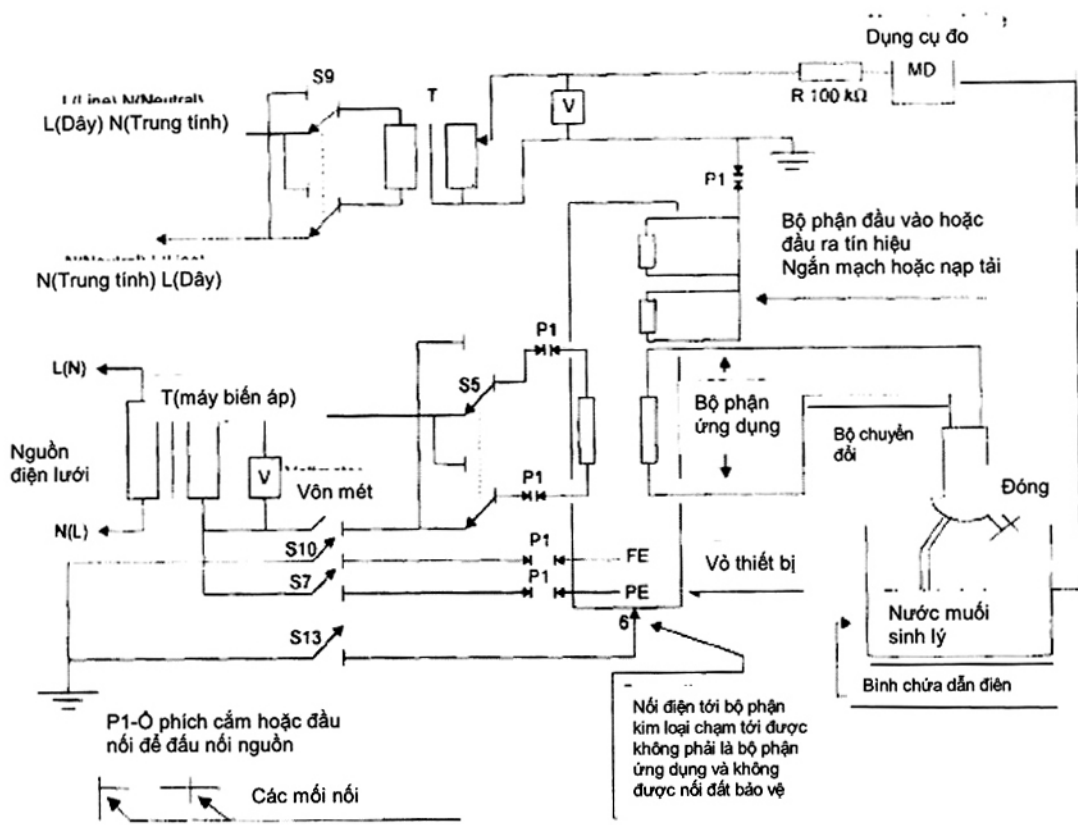 Dụng cụ đo
MD
R 100 kΩ
S9
T
V
L(Line) N(Neutral)
L(Dây) N(Trung tính)
P1
N(Trung tính) L(Dây)
Bộ phận đầu vào hoặc
đầu ra tín hiệu
Ngắn mạch hoặc nạp tải
P1
L(N)
S5
T(máy biến áp)
Bộ phận
ứng dụng
Nguồn
điện lưới
V
Vôn mét
Bộ chuyển
đổi
P1
Đóng
N(L)
S10
P1
FE
Vỏ thiết bị
S7
P1
PE
6
S13
Nước muối
sinh lý
Bình chứa dẫn điên
P1-Ổ phích cắm hoặc đầu
nối để đấu nối nguồn
Các mối nối
Nối điện tới bộ phận
kim loại chạm tới được
không phải là bộ phận
ứng dụng và không
được nối đất bảo vệ